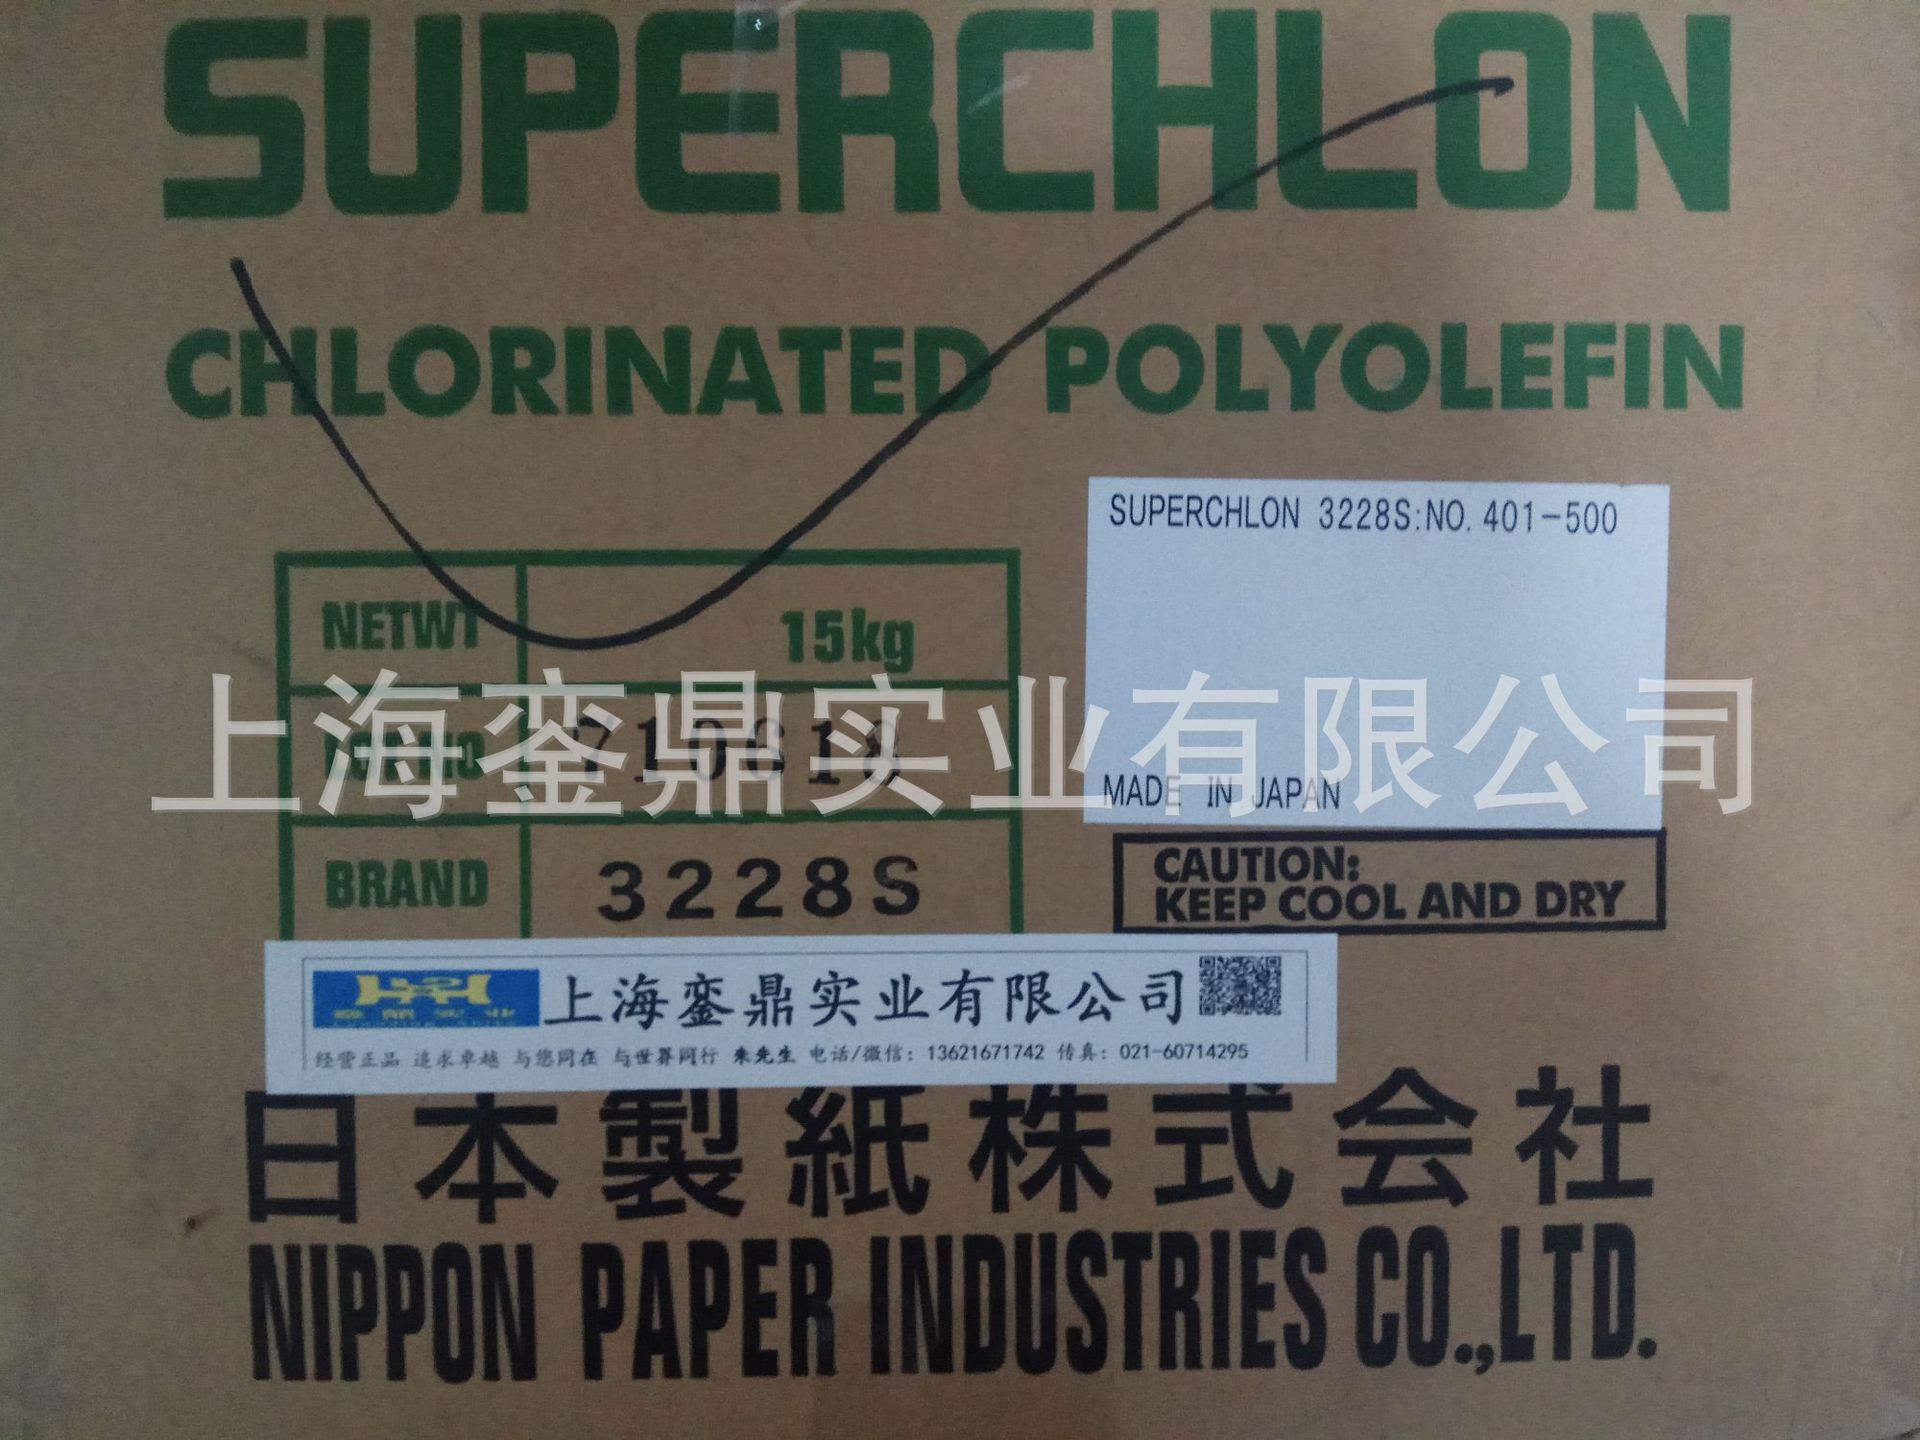 SUPERCHLON
CHLORINATED POLYOLEFIN
SUPERCHLON 3228S:NO. 401-500
NETWT 15kg
上海銮鼎实业有限公司
MADE IN JAPAN
BRAND 3228S
CAUTION:
KEEP COOL AND DRY
上海銮鼎实业有限公司
经营正品 追求卓越 与您同在 与世界同行 朱先生 电话/微信: 13621671742 传真: 021-60714295
日本製紙株式会社
NIPPON PAPER INDUSTRIES CO.,LTD.